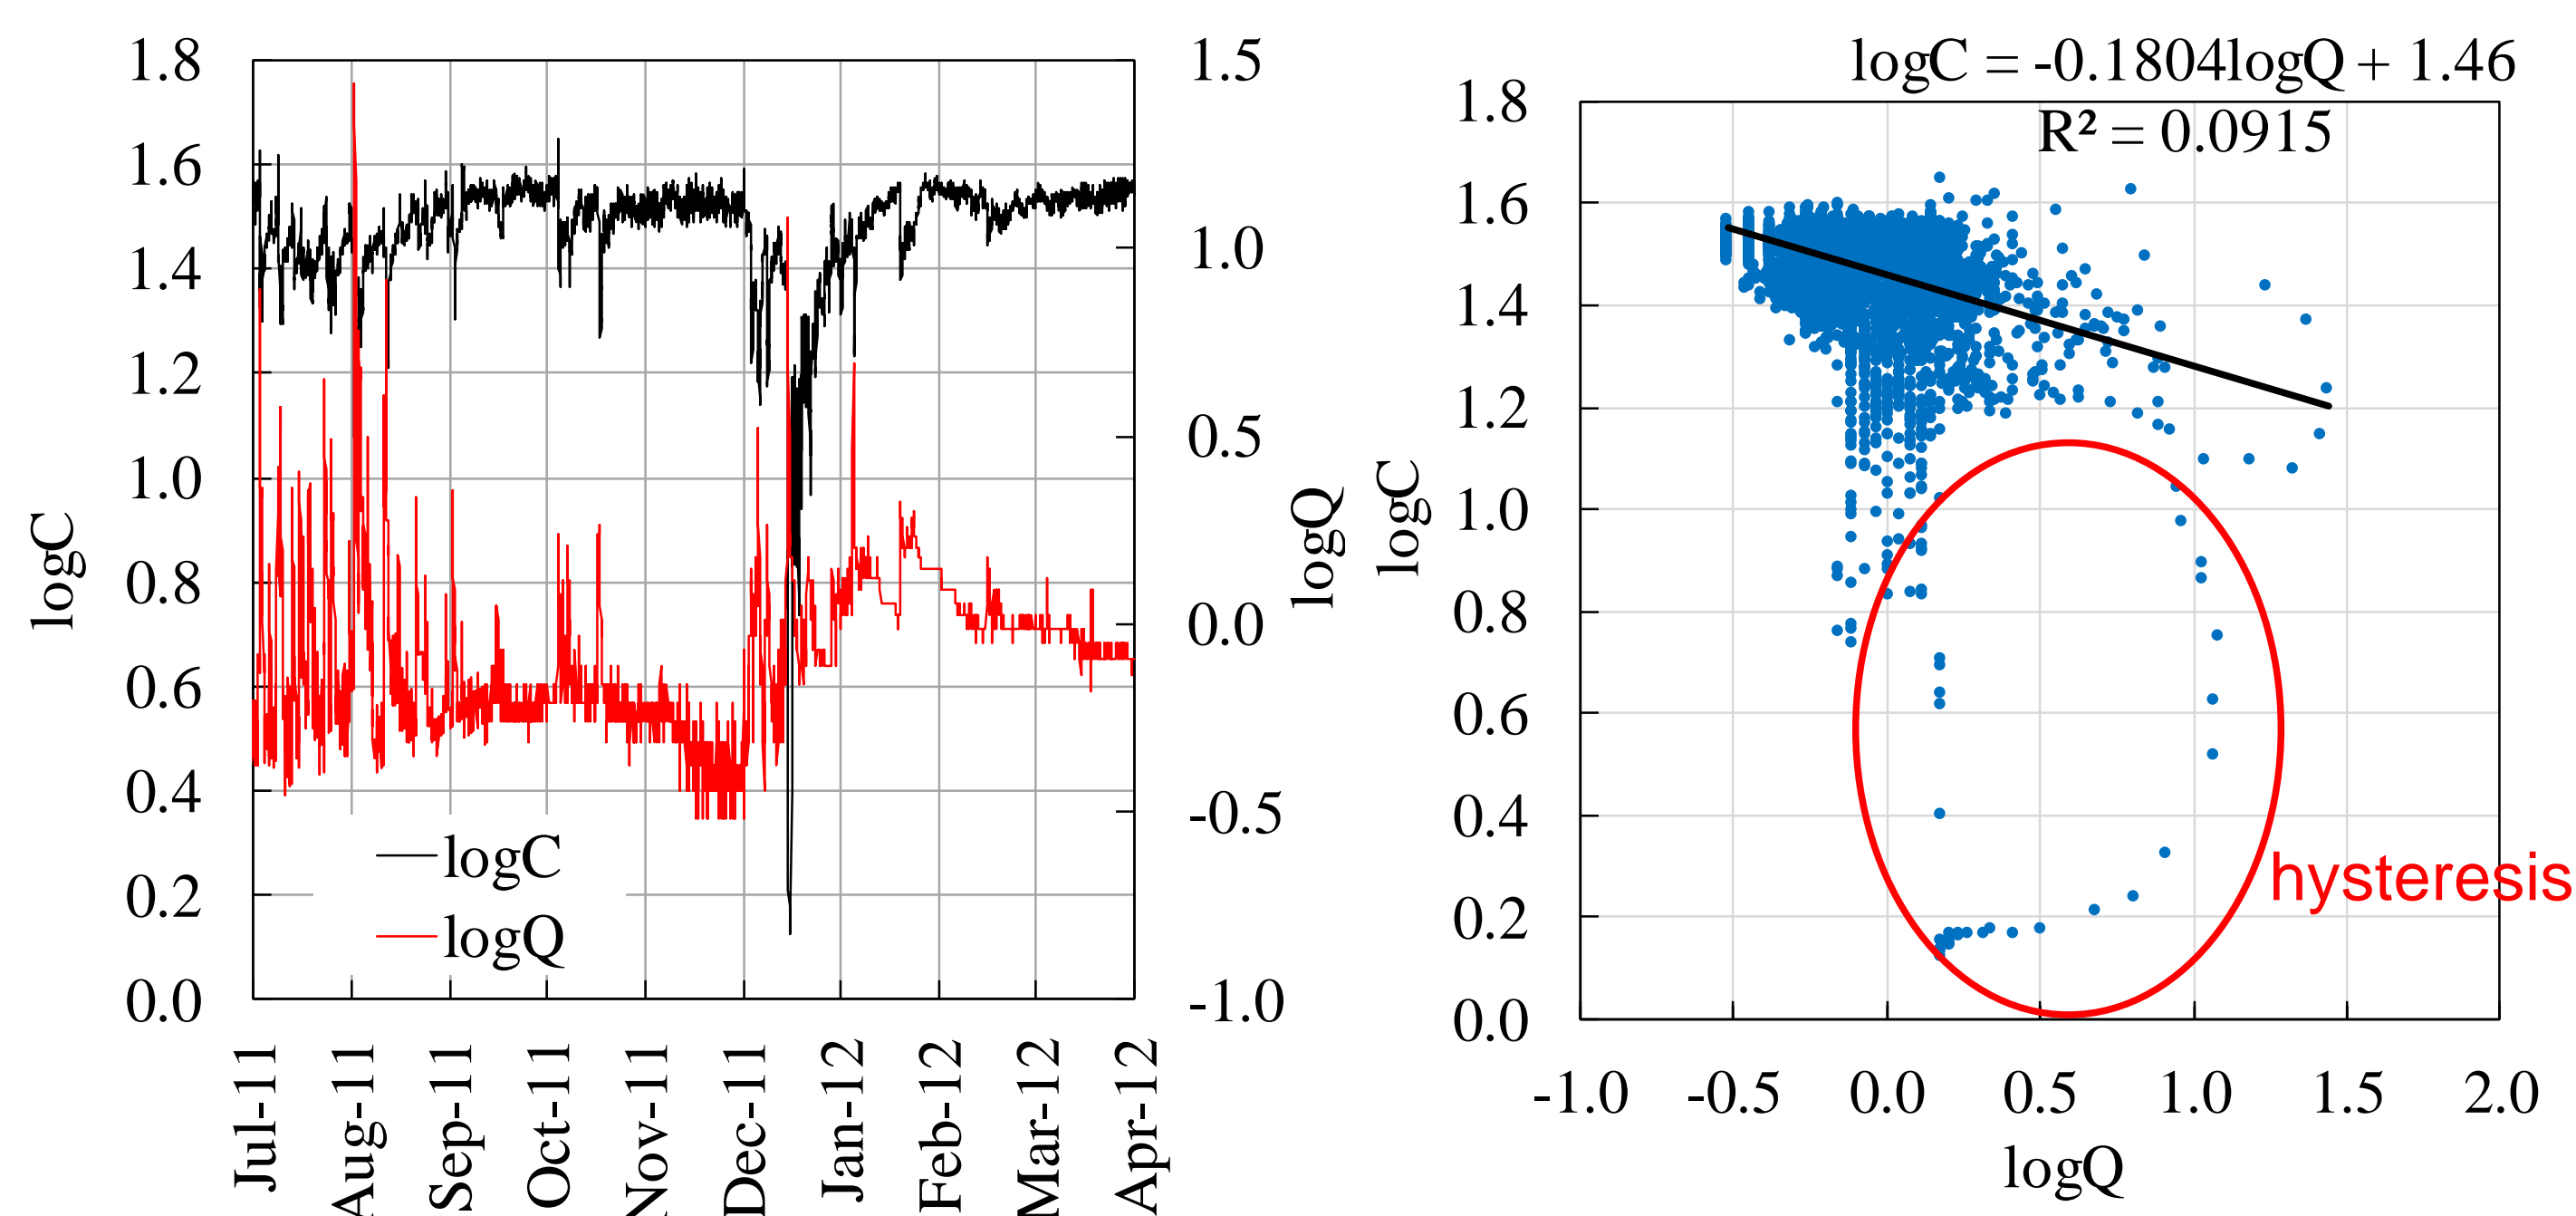 1.8
1.6
1.4
1.2
1.0
0.8
0.6
0.4
0.2
0.0
logC
1.5
1.0
0.5
0.0
-0.5
-1.0
logQ
logC
logQ
Jul-11
Aug-11
Sep-11
Oct-11
Nov-11
Dec-11
Jan-12
Feb-12
Mar-12
Apr-12
logC = -0.1804logQ + 1.46
R² = 0.0915
1.8
1.6
1.4
1.2
1.0
0.8
0.6
0.4
0.2
0.0
logC
hysteresis
-1.0
-0.5
0.0
0.5
1.0
1.5
2.0
logQ